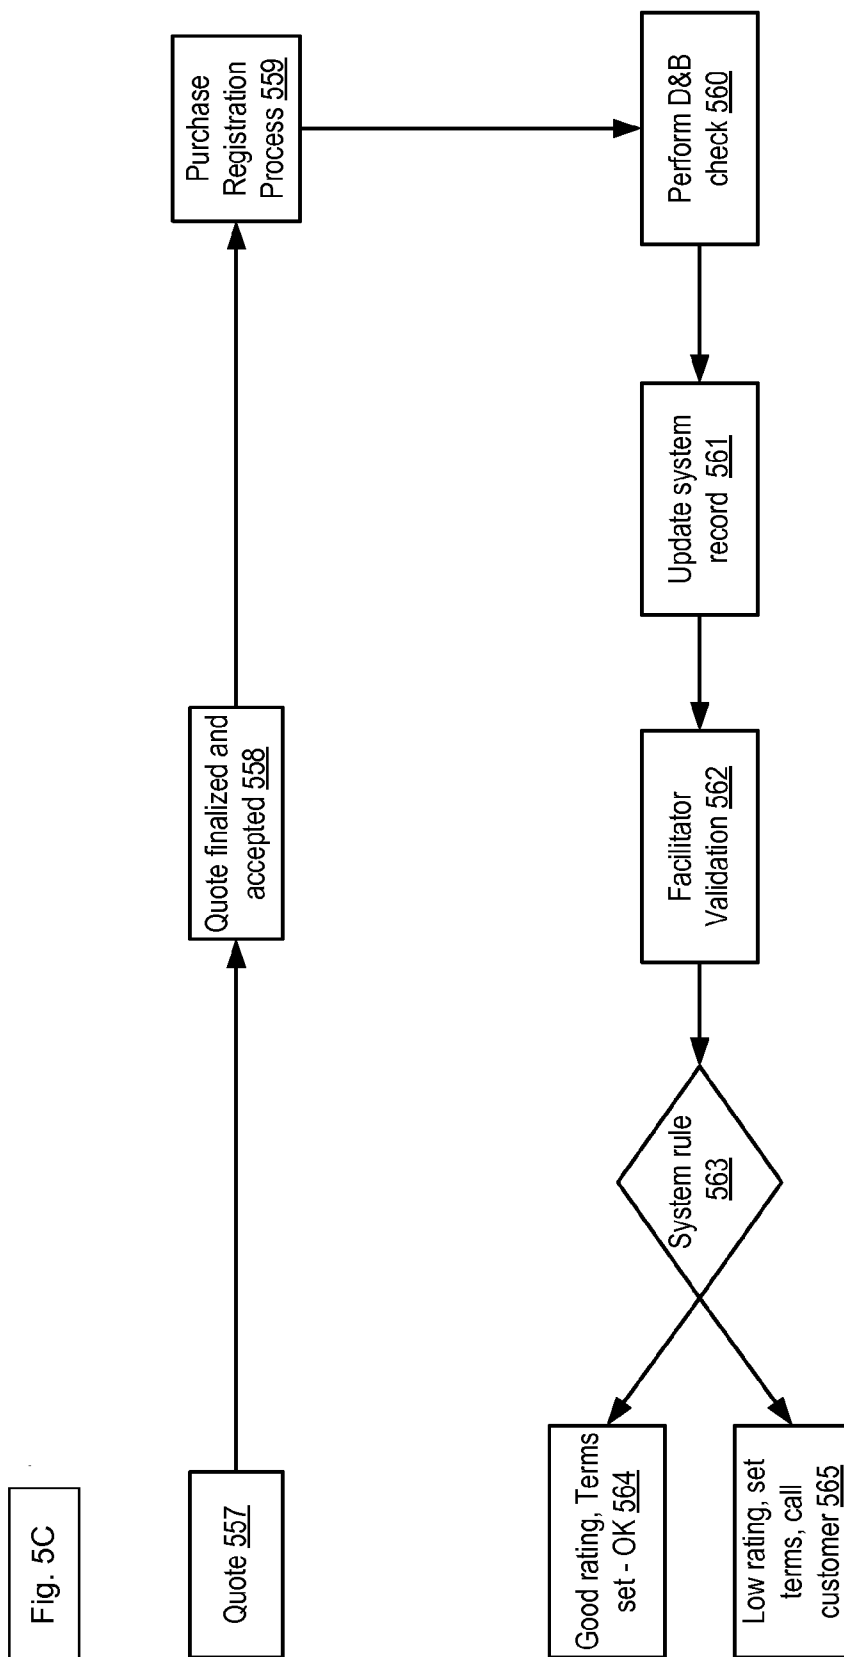 Fig. 5C
Quote 557
Quote finalized and
accepted 558
Purchase
Registration
Process 559
Perform D&B
check 560
Update system
record 561
Facilitator
Validation 562
System rule
563
Good rating, Terms
set - OK 564
Low rating, set
terms, call
customer 565